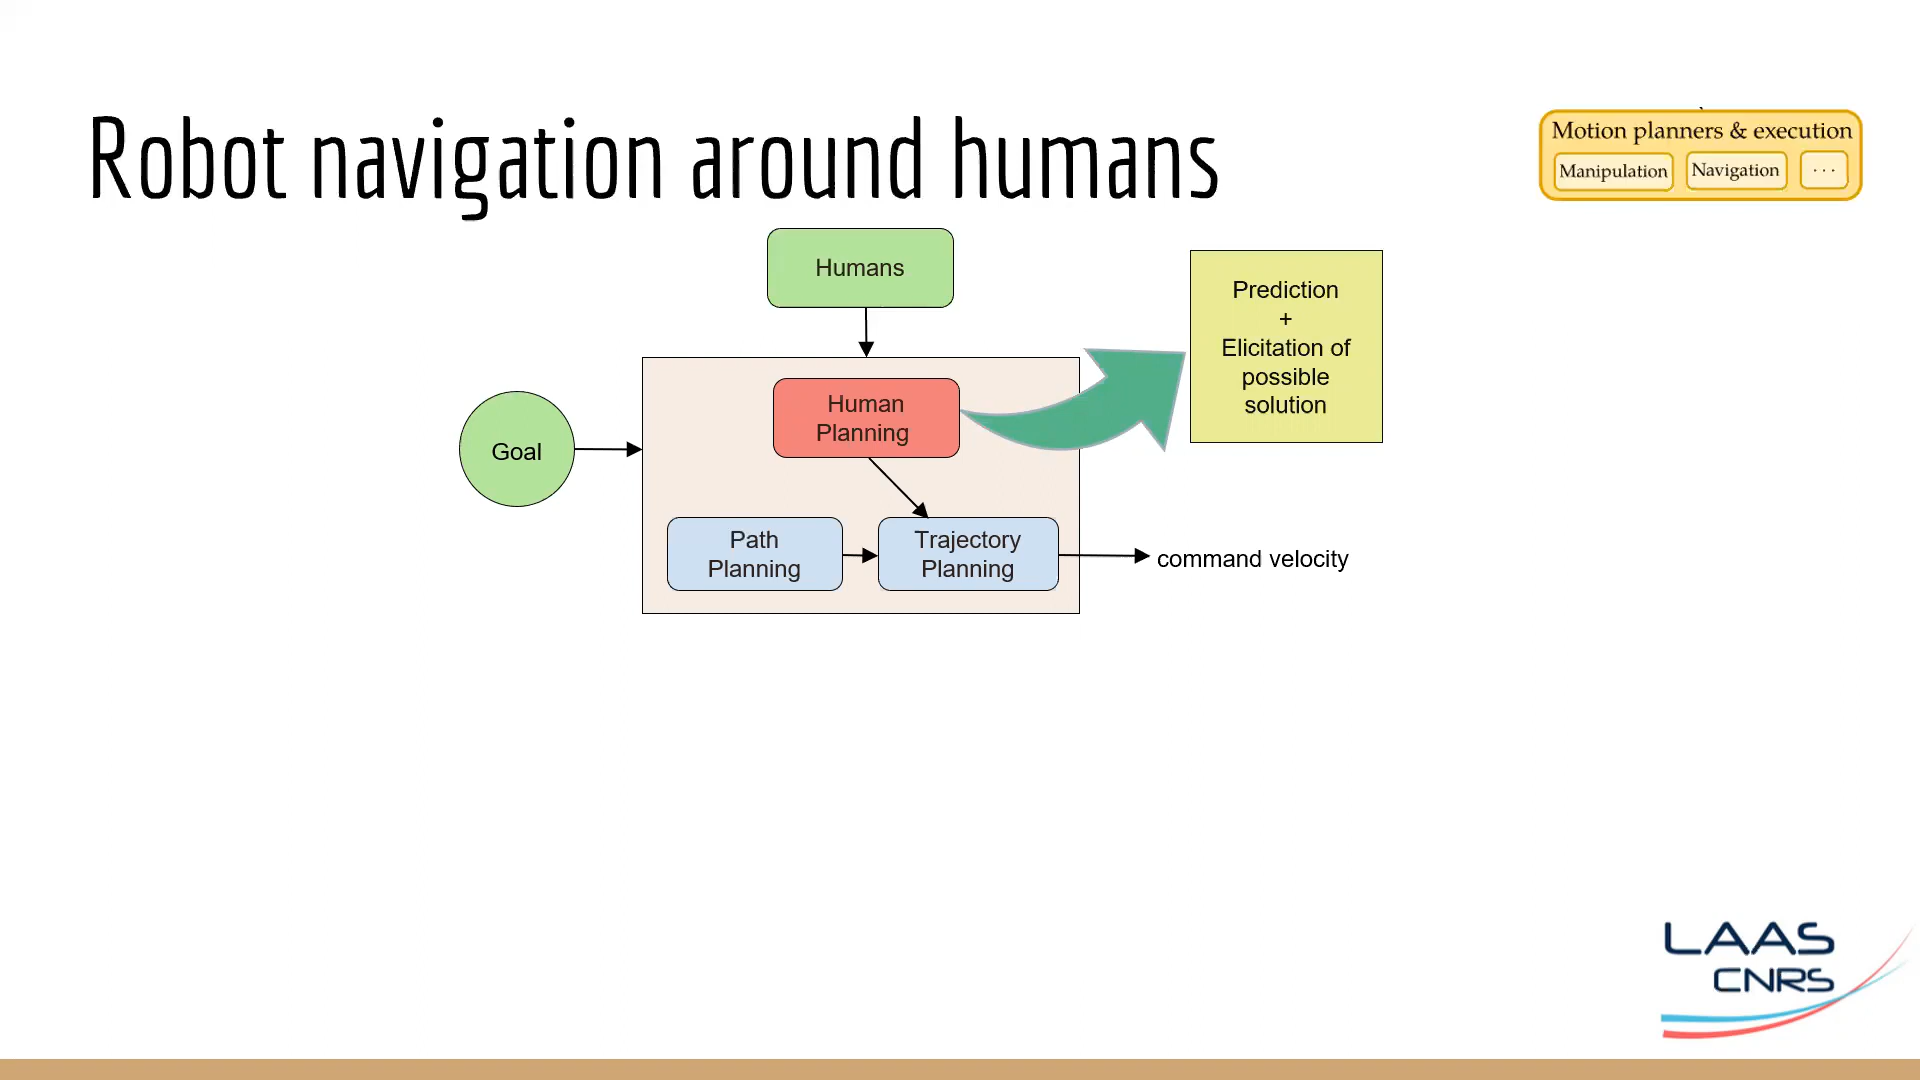 Robot navigation around humans
Motion planners & execution
Manipulation
Navigation
...
Humans
Prediction
+
Elicitation of
possible
solution
Human
Planning
Goal
Path
Planning
Trajectory
Planning
command velocity
LAAS
CNRS